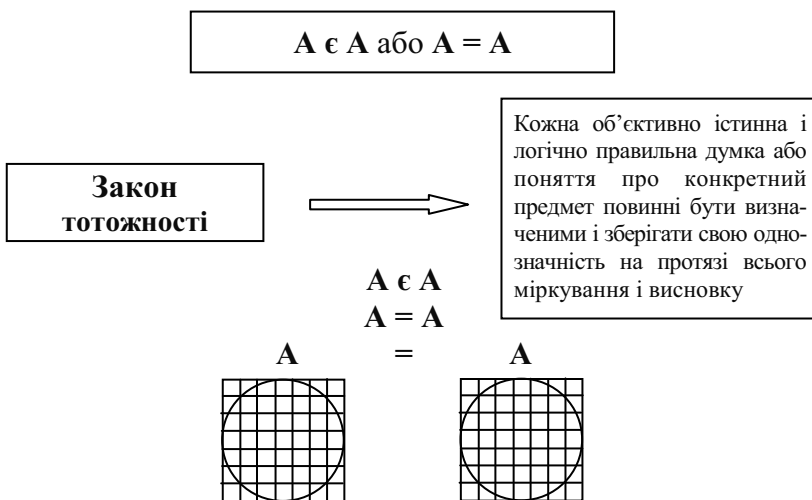 А є А або А = А
Закон
тотожності
Кожна об’єктивно істинна і
логічно правильна думка або
поняття про конкретний
предмет повинні бути визна-
ченими і зберігати свою одно-
значність на протязі всього
міркування і висновку
А є А
А = А
А = А